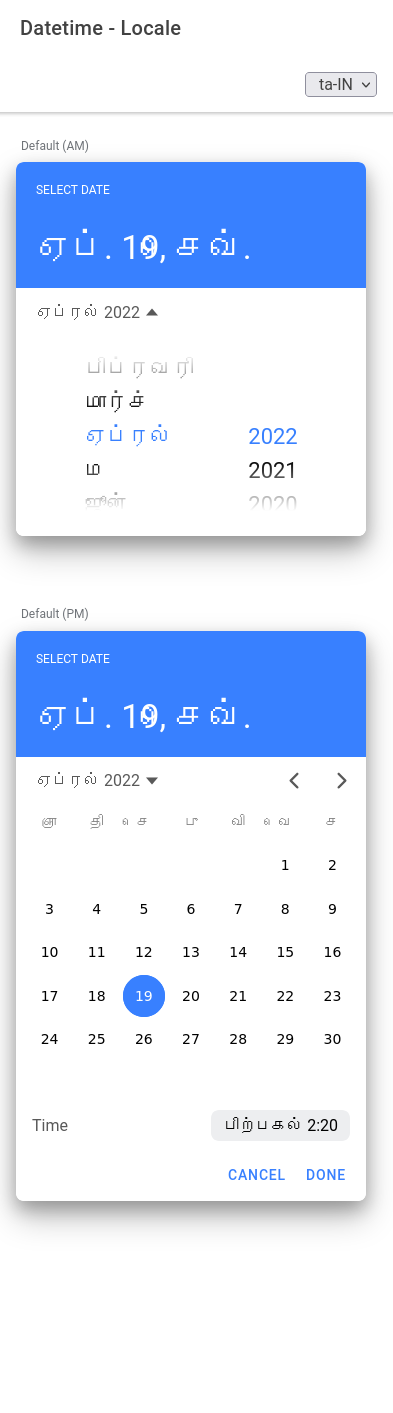 Datetime - Locale
ta-IN
Default (AM)
SELECT DATE
ஏப். 19, செவ்.
ஏப்ரல் 2022
பிப்ரவரி
மார்ச்
ஏப்ரல் 2022
மே 2021
ஜூன் 2020
Default (PM)
SELECT DATE
ஏப். 19, செவ்.
ஏப்ரல் 2022
ஞா தி செ பு வி வெ ச
1 2
3 4 5 6 7 8 9
10 11 12 13 14 15 16
17 18 19 20 21 22 23
24 25 26 27 28 29 30
Time பிற்பகல் 2:20
CANCEL DONE